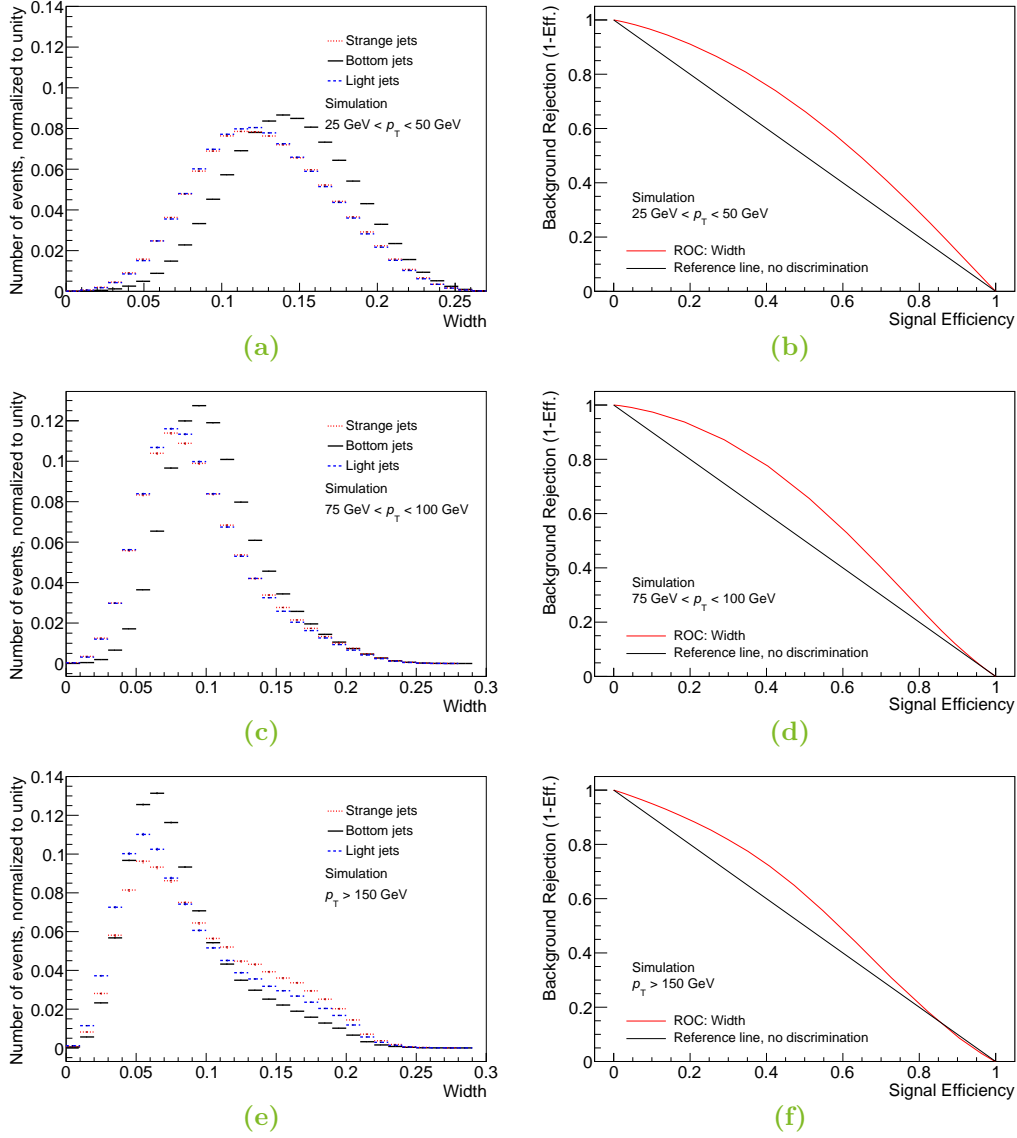 0.14
0.12
0.1
0.08
0.06
0.04
0.02
0
0 0.05 0.1 0.15 0.2 0.25
Number of events, normalized to unity
Width
Strange jets
Bottom jets
Light jets
Simulation
25 GeV < pT < 50 GeV
(a)
1
0.8
0.6
0.4
0.2
0
0 0.2 0.4 0.6 0.8 1
Background Rejection (1-Eff.)
Signal Efficiency
Simulation
25 GeV < pT < 50 GeV
ROC: Width
Reference line, no discrimination
(b)
0.12
0.1
0.08
0.06
0.04
0.02
0
0 0.05 0.1 0.15 0.2 0.25 0.3
Number of events, normalized to unity
Width
Strange jets
Bottom jets
Light jets
Simulation
75 GeV < pT < 100 GeV
(c)
1
0.8
0.6
0.4
0.2
0
0 0.2 0.4 0.6 0.8 1
Background Rejection (1-Eff.)
Signal Efficiency
Simulation
75 GeV < pT < 100 GeV
ROC: Width
Reference line, no discrimination
(d)
0.14
0.12
0.1
0.08
0.06
0.04
0.02
0
0 0.05 0.1 0.15 0.2 0.25 0.3
Number of events, normalized to unity
Width
Strange jets
Bottom jets
Light jets
Simulation
pT > 150 GeV
(e)
1
0.8
0.6
0.4
0.2
0
0 0.2 0.4 0.6 0.8 1
Background Rejection (1-Eff.)
Signal Efficiency
Simulation
pT > 150 GeV
ROC: Width
Reference line, no discrimination
(f)